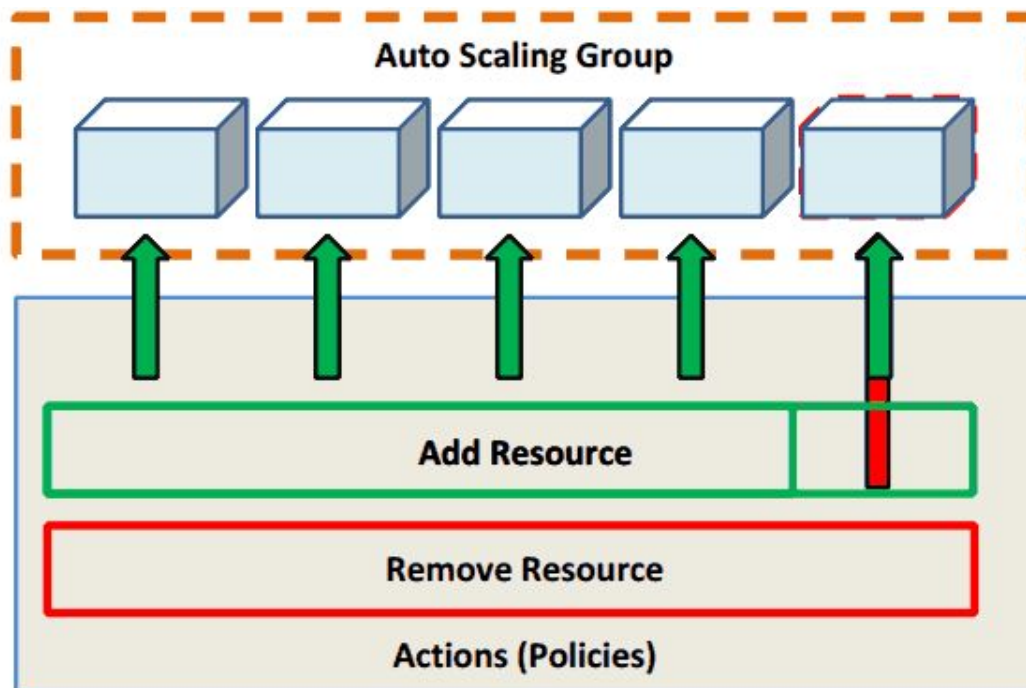 Auto Scaling Group
Add Resource
Remove Resource
Actions (Policies)